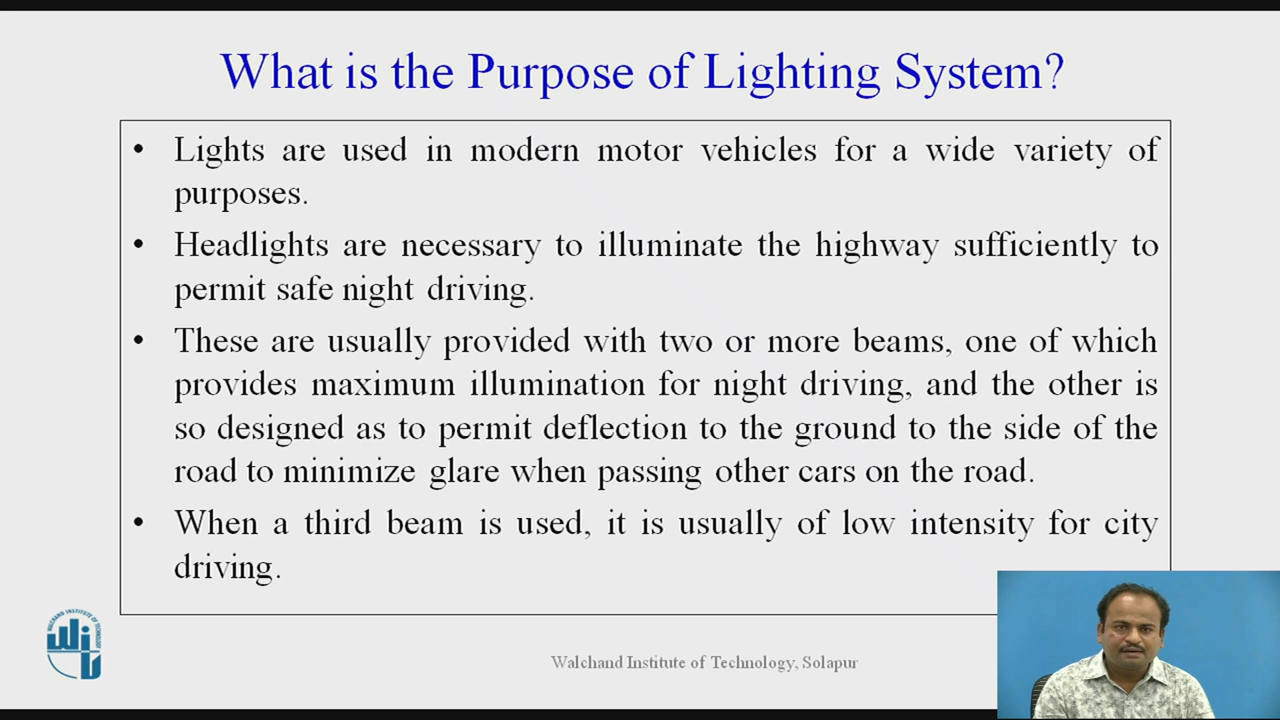 What is the Purpose of Lighting System?
• Lights are used in modern motor vehicles for a wide variety of
purposes.
• Headlights are necessary to illuminate the highway sufficiently to
permit safe night driving.
• These are usually provided with two or more beams, one of which
provides maximum illumination for night driving, and the other is
so designed as to permit deflection to the ground to the side of the
road to minimize glare when passing other cars on the road.
• When a third beam is used, it is usually of low intensity for city
driving.
WALCHAND INSTITUTE OF TECHNOLOGY
WIT
Walchand Institute of Technology, Solapur